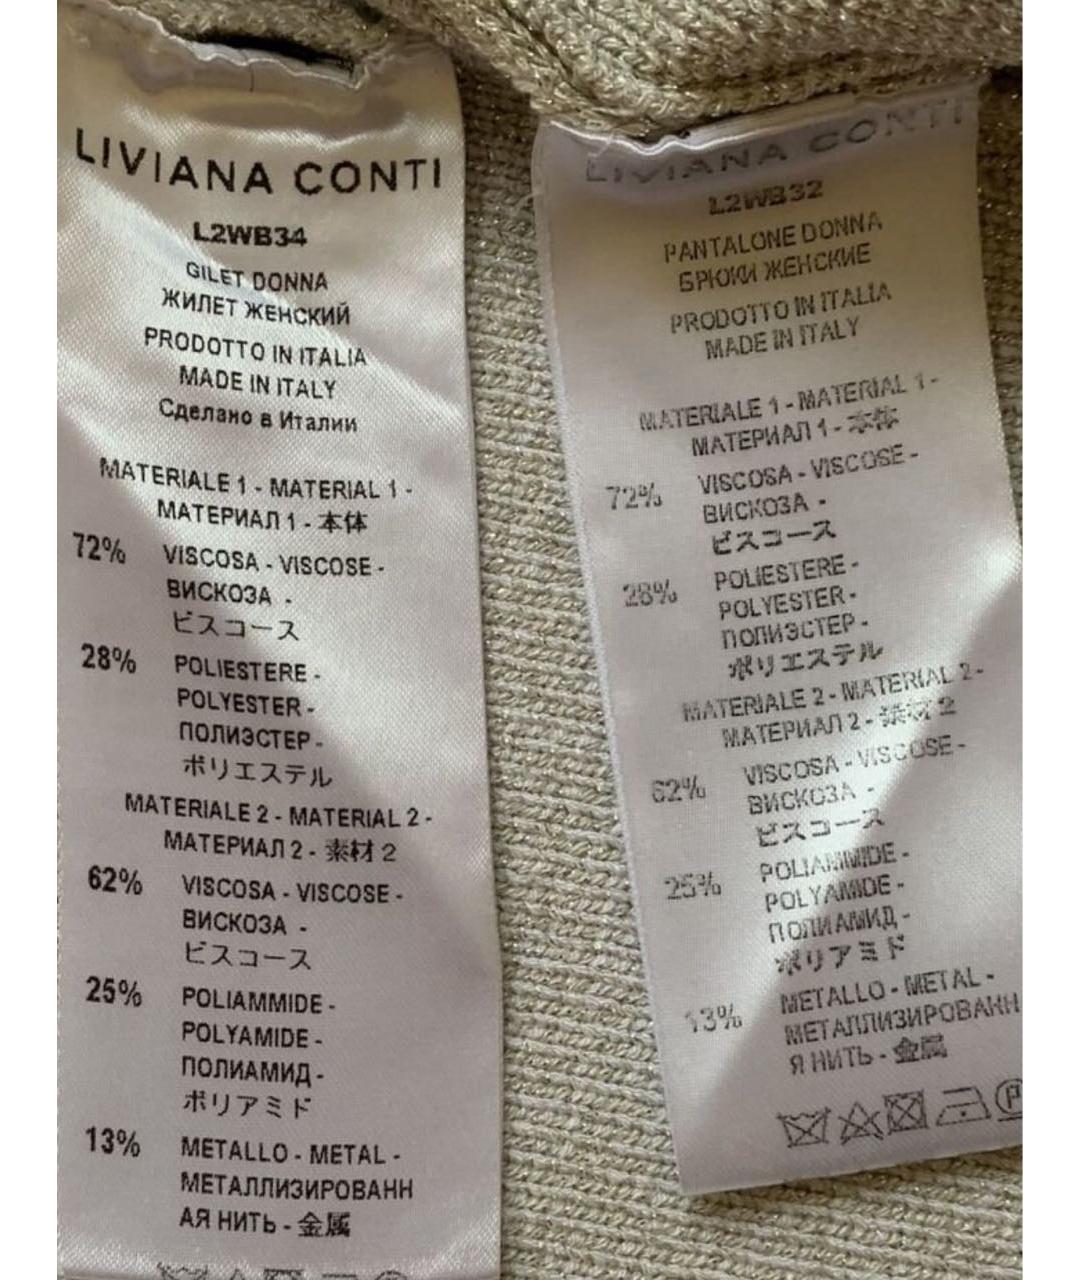 LIVIANA CONTI
L2WB34
GILET DONNA
ЖИЛЕТ ЖЕНСКИЙ
PRODOTTO IN ITALIA
MADE IN ITALY
Сделано в Италии
MATERIALE 1 - MATERIAL 1 -
МАТЕРИАЛ 1 - 本体
72% VISCOSA - VISCOSE -
ВИСКОЗА -
ビスコース
28% POLIESTERE -
POLYESTER -
ПОЛИЭСТЕР -
ポリエステル
MATERIALE 2 - MATERIAL 2 -
МАТЕРИАЛ 2 - 素材 2
62% VISCOSA - VISCOSE -
ВИСКОЗА -
ビスコース
25% POLIAMMIDE -
POLYAMIDE -
ПОЛИАМИД -
ポリアミド
13% METALLO - METAL -
МЕТАЛЛИЗИРОВАНН
АЯ НИТЬ - 金属
LIVIANA CONTI
L2WB32
PANTALONE DONNA
БРЮКИ ЖЕНСКИЕ
PRODOTTO IN ITALIA
MADE IN ITALY
MATERIALE 1 - MATERIAL 1 -
МАТЕРИАЛ 1 - 本体
72% VISCOSA - VISCOSE -
ВИСКОЗА -
ビスコース
28% POLIESTERE -
POLYESTER -
ПОЛИЭСТЕР -
ポリエステル
MATERIALE 2 - MATERIAL 2 -
МАТЕРИАЛ 2 - 素材 2
62% VISCOSA - VISCOSE -
ВИСКОЗА -
ビスコース
25% POLIAMMIDE -
POLYAMIDE -
ПОЛИАМИД -
ポリアミド
13% METALLO - METAL -
МЕТАЛЛИЗИРОВАНН
Я НИТЬ - 金属
P